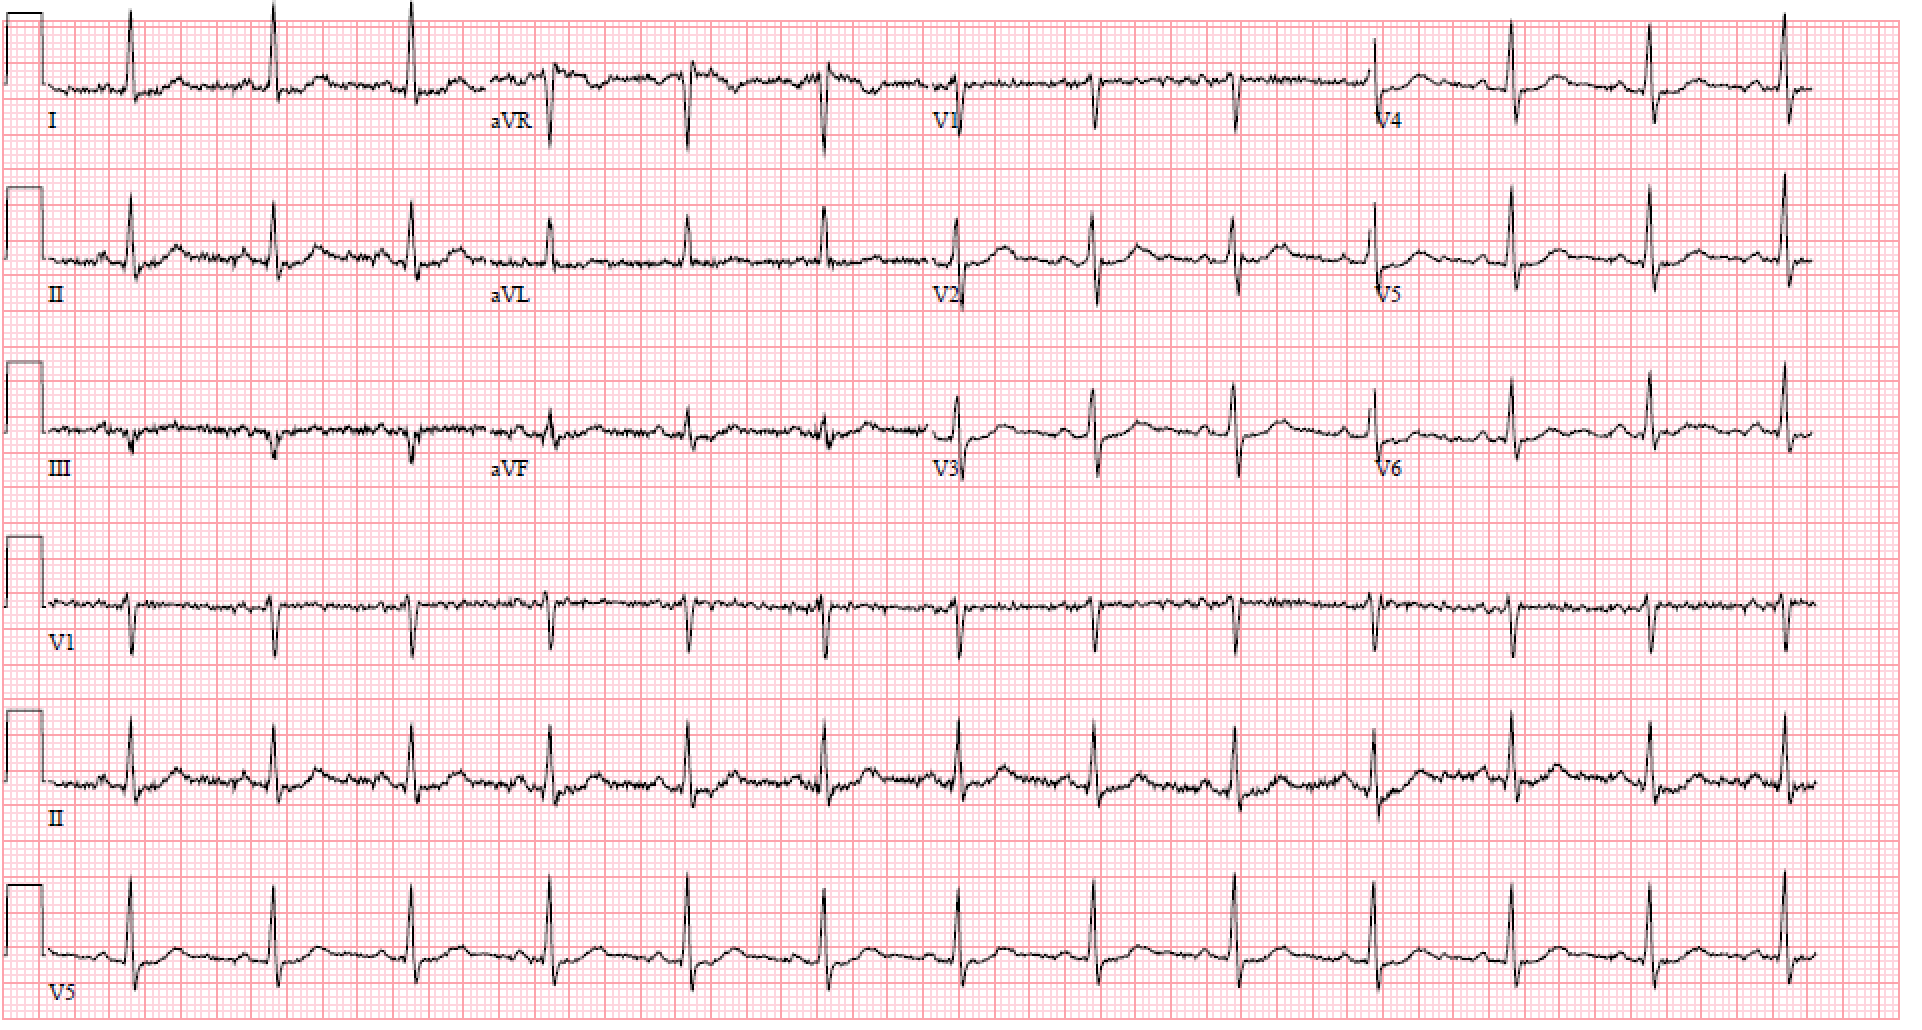 I aVR V1 V4
II aVL V2 V5
III aVF V3 V6
V1
II
V5